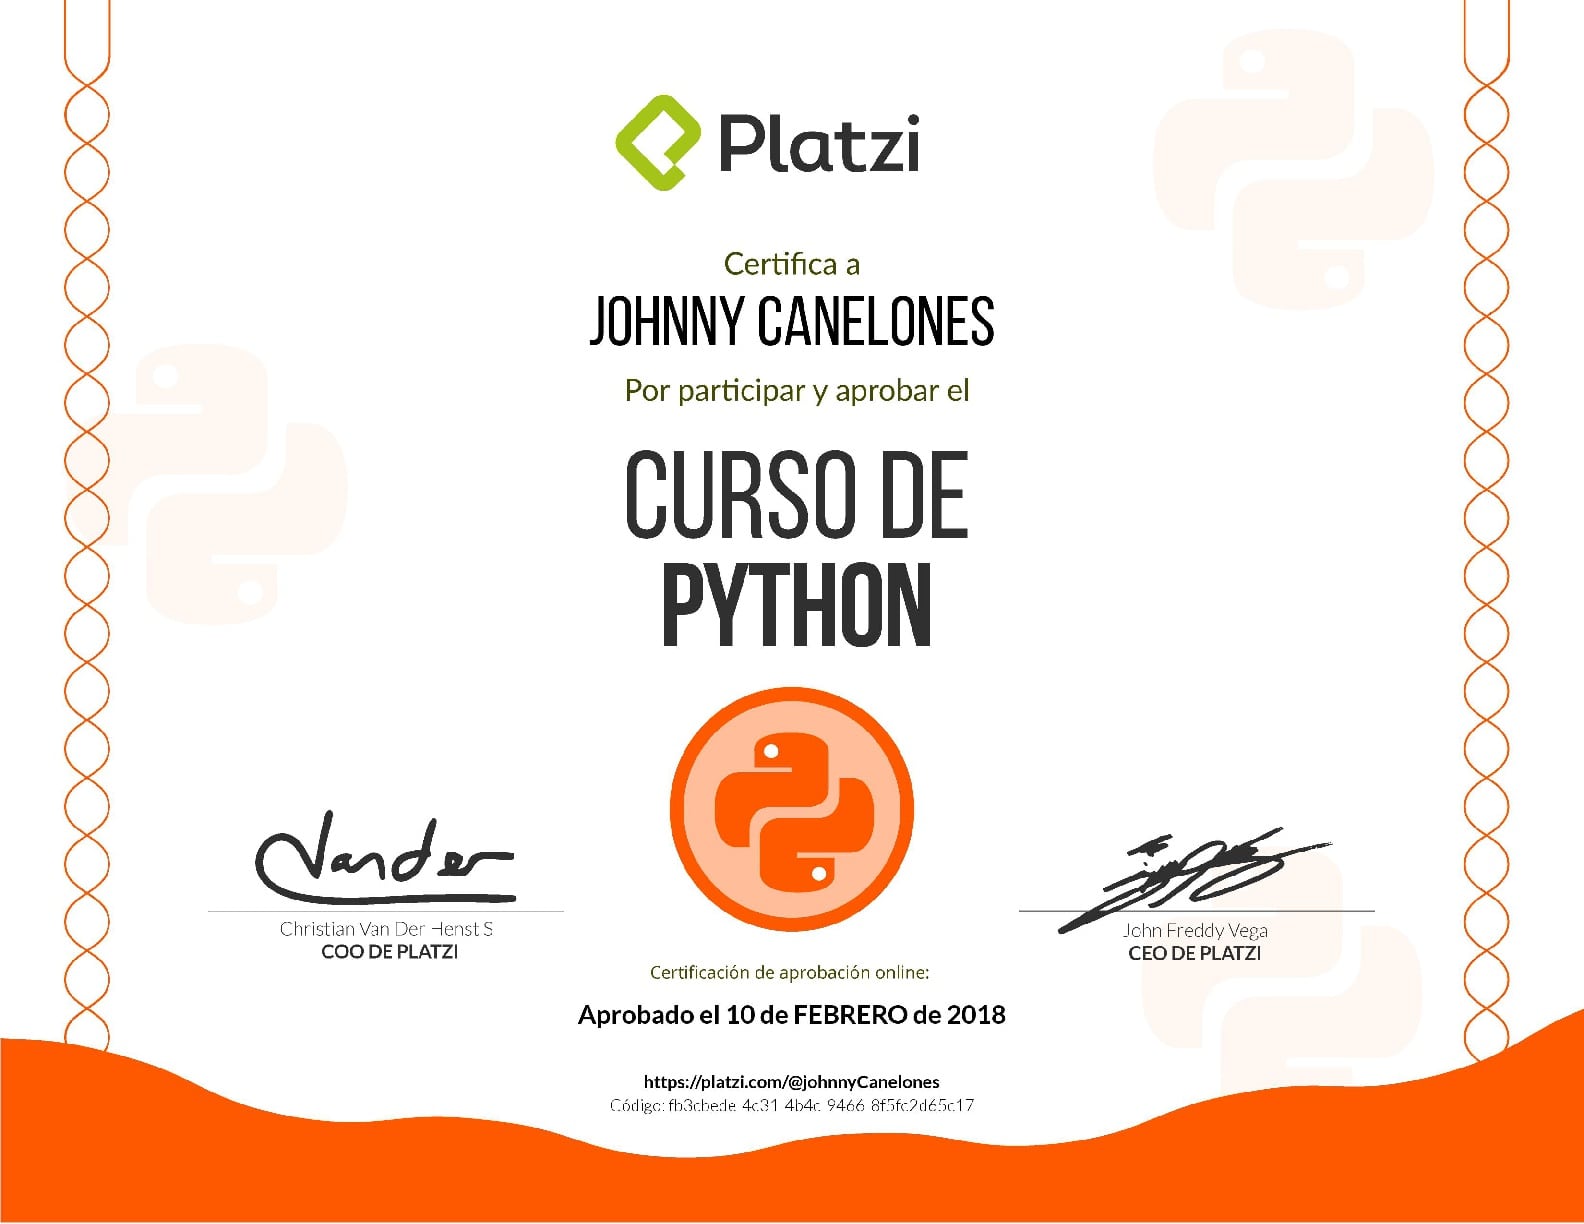 Platzi
Certifica a
JOHNNY CANELONES
Por participar y aprobar el
CURSO DE
PYTHON
Vander
Christian Van Der Henst S
COO DE PLATZI
John Freddy Vega
CEO DE PLATZI
Certificación de aprobación online:
Aprobado el 10 de FEBRERO de 2018
https://platzi.com/@johnnyCanelones
Código: fb3cbede-4c31-4b4c-9466-8f5fc2d65c17